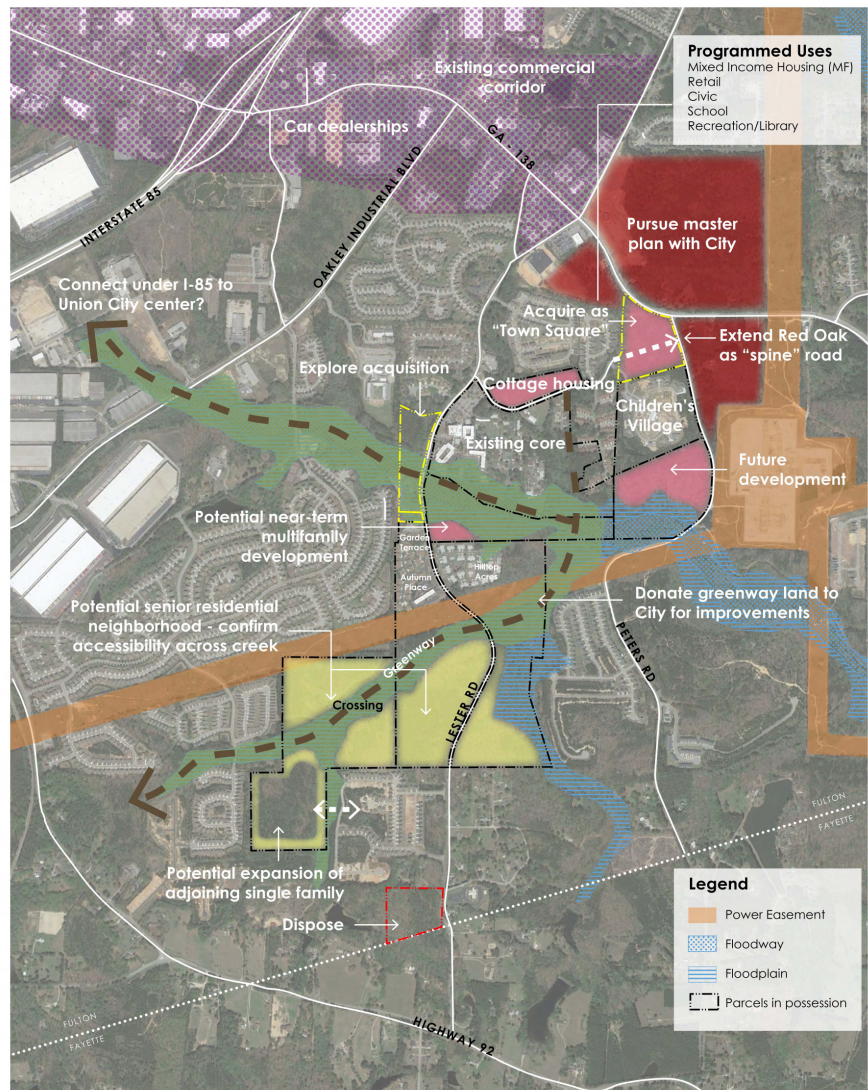 Programmed Uses
Mixed Income Housing (MF)
Retail
Civic
School
Recreation/Library
Existing commercial
corridor
Car dealerships
GA - 138
INTERSTATE 85
OAKLEY INDUSTRIAL BLVD
Pursue master
plan with City
Connect under I-85 to
Union City center?
Acquire as
“Town Square”
Extend Red Oak
as “spine” road
Explore acquisition
Cottage housing
Children’s
Village
Existing core
Future
development
Potential near-term
multifamily
development
Garden
Terrace
Autumn
Place
Hilltop
Acres
Potential senior residential
neighborhood - confirm
accessibility across creek
Donate greenway land to
City for improvements
Greenway
PETERS RD
Crossing
LESTER RD
FULTON
FAYETTE
Potential expansion of
adjoining single family
Dispose
Legend
Power Easement
Floodway
Floodplain
Parcels in possession
FULTON
FAYETTE
HIGHWAY 92